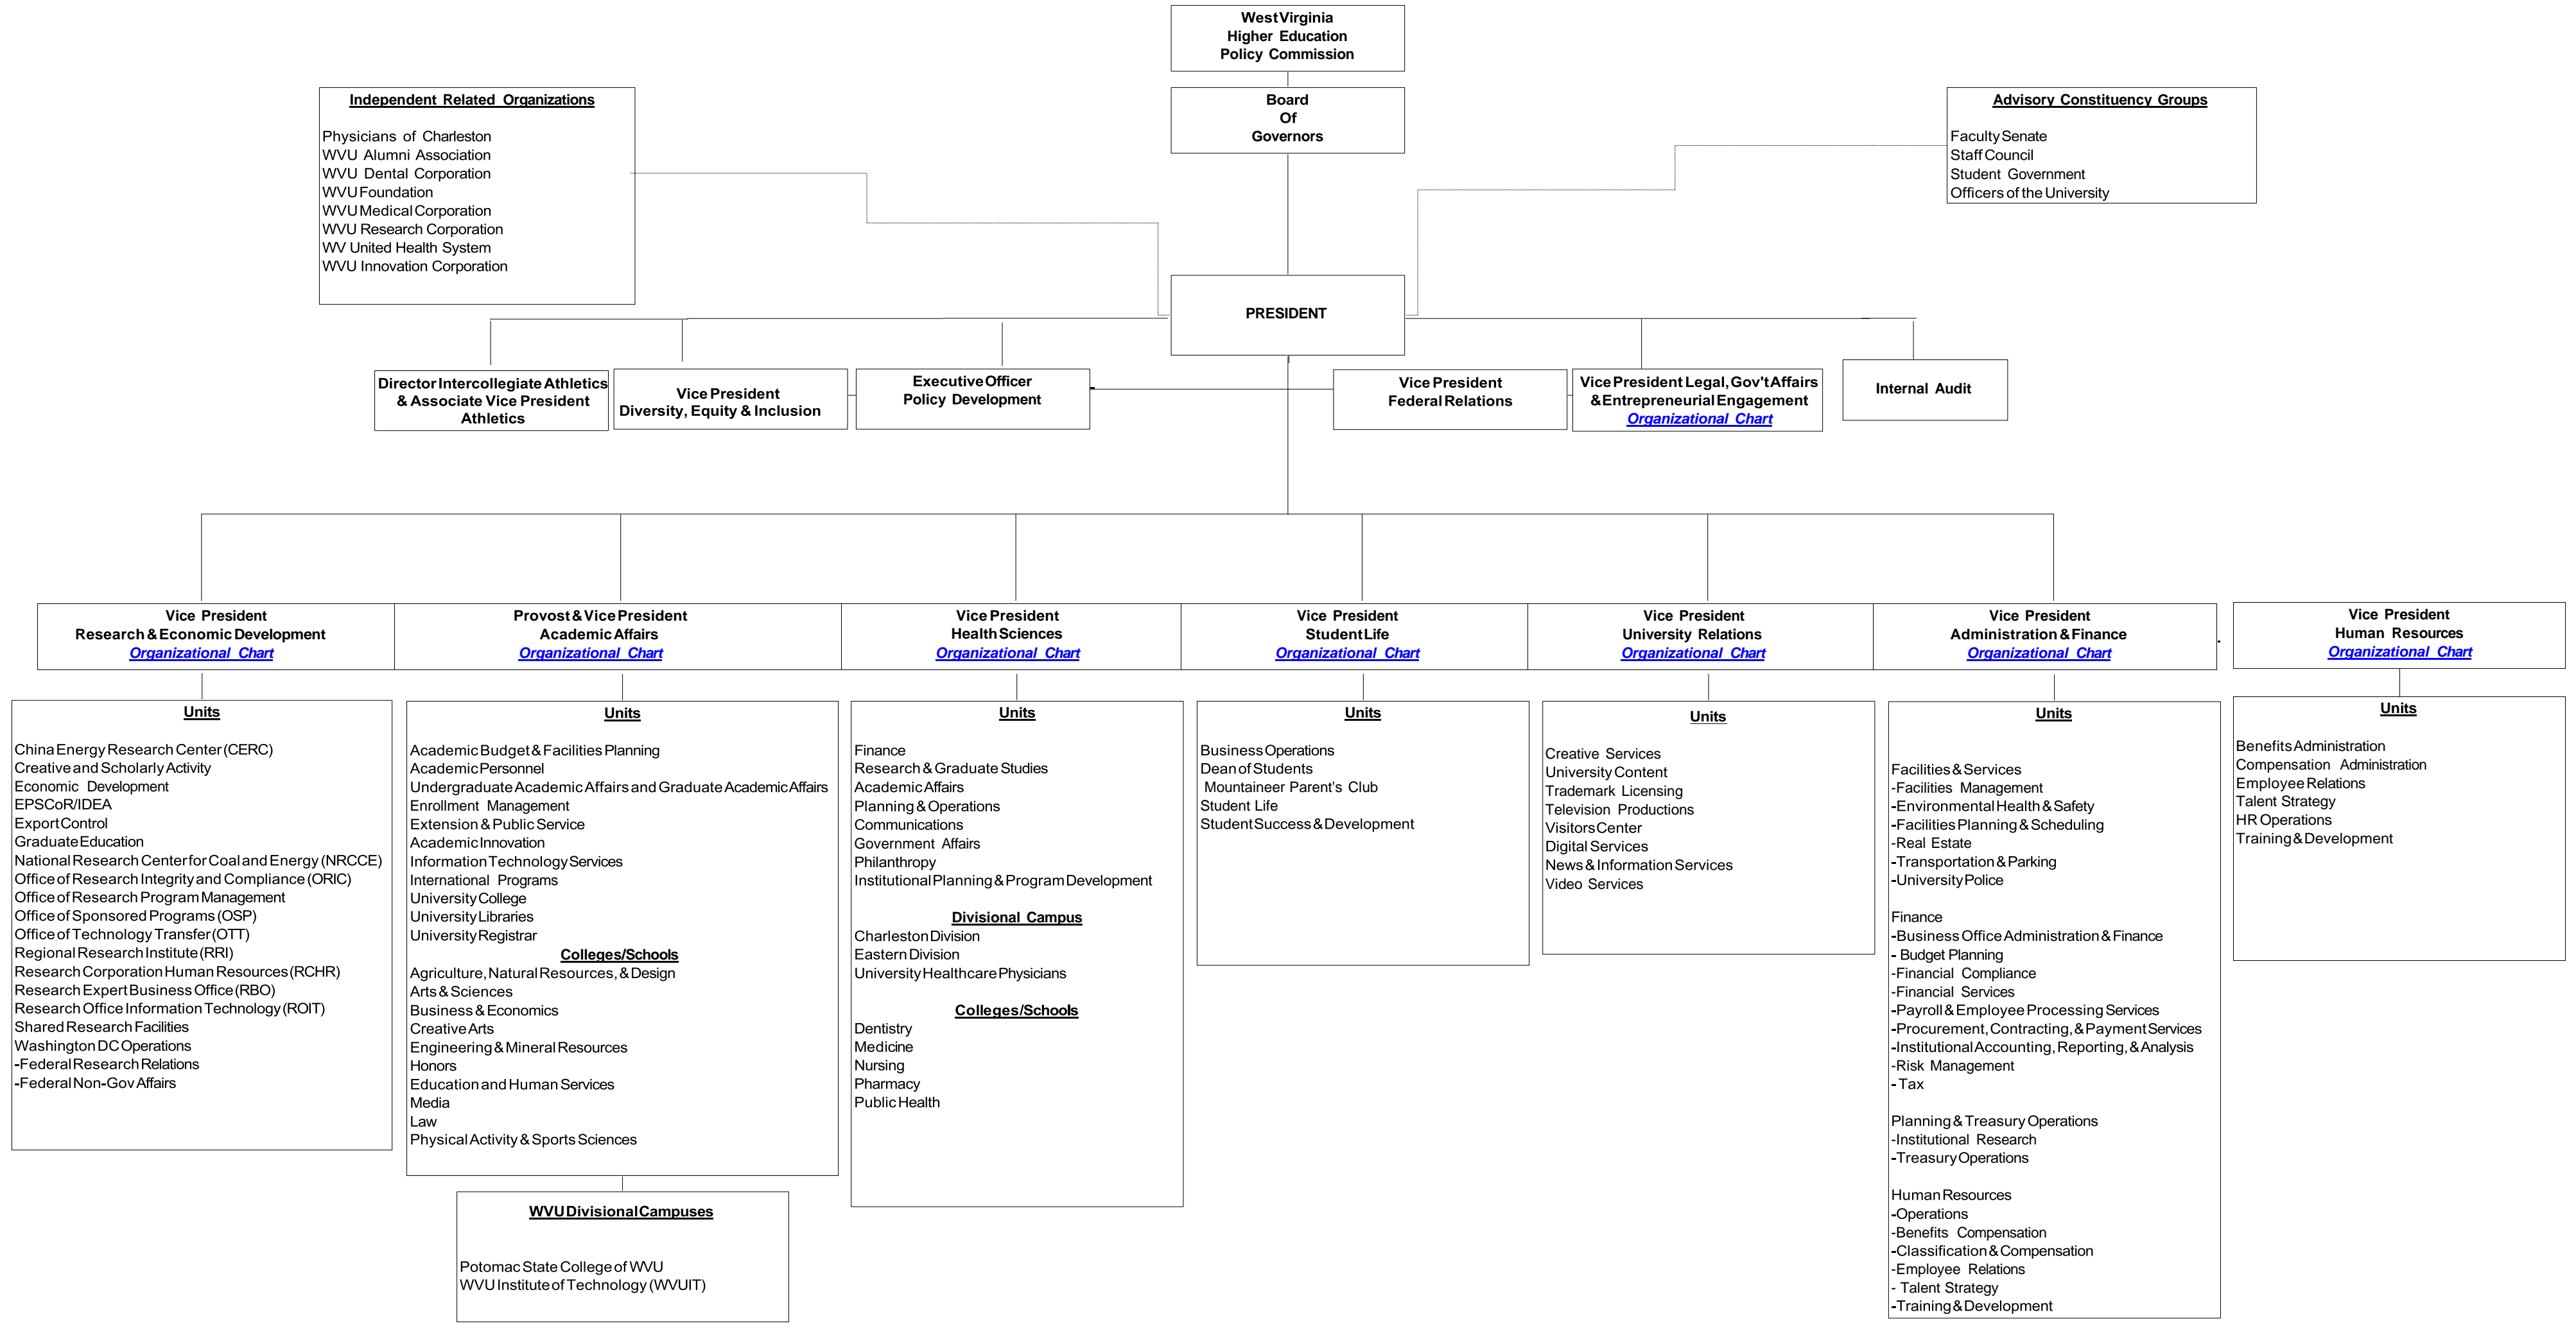 West Virginia
Higher Education
Policy Commission
Independent Related Organizations
Physicians of Charleston
WVU Alumni Association
WVU Dental Corporation
WVU Foundation
WVU Medical Corporation
WVU Research Corporation
WV United Health System
WVU Innovation Corporation
Board
Of
Governors
Advisory Constituency Groups
Faculty Senate
Staff Council
Student Government
Officers of the University
PRESIDENT
Director Intercollegiate Athletics
& Associate Vice President
Athletics
Vice President
Diversity, Equity & Inclusion
Executive Officer
Policy Development
Vice President
Federal Relations
Vice President Legal, Gov't Affairs
& Entrepreneurial Engagement
Organizational Chart
Internal Audit
Vice President
Research & Economic Development
Organizational Chart
Provost & Vice President
Academic Affairs
Organizational Chart
Vice President
Health Sciences
Organizational Chart
Vice President
Student Life
Organizational Chart
Vice President
University Relations
Organizational Chart
Vice President
Administration & Finance
Organizational Chart
Vice President
Human Resources
Organizational Chart
Units
China Energy Research Center (CERC)
Creative and Scholarly Activity
Economic Development
EPSCoR/IDEA
Export Control
Graduate Education
National Research Center for Coal and Energy (NRCCE)
Office of Research Integrity and Compliance (ORIC)
Office of Research Program Management
Office of Sponsored Programs (OSP)
Office of Technology Transfer (OTT)
Regional Research Institute (RRI)
Research Corporation Human Resources (RCHR)
Research Expert Business Office (RBO)
Research Office Information Technology (ROIT)
Shared Research Facilities
Washington DC Operations
-Federal Research Relations
-Federal Non-Gov Affairs
Units
Academic Budget & Facilities Planning
Academic Personnel
Undergraduate Academic Affairs and Graduate Academic Affairs
Enrollment Management
Extension & Public Service
Academic Innovation
Information Technology Services
International Programs
University College
University Libraries
University Registrar
Colleges/Schools
Agriculture, Natural Resources, & Design
Arts & Sciences
Business & Economics
Creative Arts
Engineering & Mineral Resources
Honors
Education and Human Services
Media
Law
Physical Activity & Sports Sciences
WVU Divisional Campuses
Potomac State College of WVU
WVU Institute of Technology (WVUIT)
Units
Finance
Research & Graduate Studies
Academic Affairs
Planning & Operations
Communications
Government Affairs
Philanthropy
Institutional Planning & Program Development
Divisional Campus
Charleston Division
Eastern Division
University Healthcare Physicians
Colleges/Schools
Dentistry
Medicine
Nursing
Pharmacy
Public Health
Units
Business Operations
Dean of Students
Mountaineer Parent's Club
Student Life
Student Success & Development
Units
Creative Services
University Content
Trademark Licensing
Television Productions
Visitors Center
Digital Services
News & Information Services
Video Services
Units
Facilities & Services
-Facilities Management
-Environmental Health & Safety
-Facilities Planning & Scheduling
-Real Estate
-Transportation & Parking
-University Police
Finance
-Business Office Administration & Finance
- Budget Planning
-Financial Compliance
-Financial Services
-Payroll & Employee Processing Services
-Procurement, Contracting, & Payment Services
-Institutional Accounting, Reporting, & Analysis
-Risk Management
- Tax
Planning & Treasury Operations
-Institutional Research
-Treasury Operations
Human Resources
-Operations
-Benefits Compensation
-Classification & Compensation
-Employee Relations
- Talent Strategy
-Training & Development
Units
Benefits Administration
Compensation Administration
Employee Relations
Talent Strategy
HR Operations
Training & Development